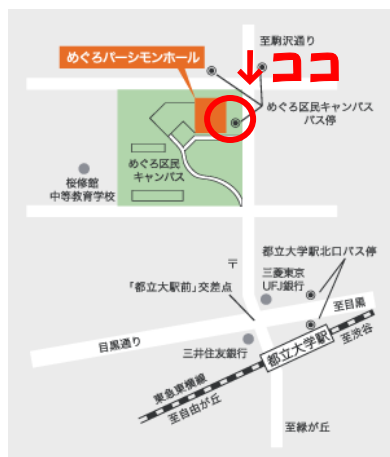 至駒沢通り
めぐろパーシモンホール
↓ココ
めぐろ区民キャンパス
バス停
めぐろ区民
キャンパス
桜修館
中等教育学校
〒
都立大学駅北口バス停
三菱東京
UFJ銀行
「都立大駅前」交差点
至目黒
目黒通り
三井住友銀行
都立大学駅
至渋谷
東急東横線
至自由が丘
至緑が丘